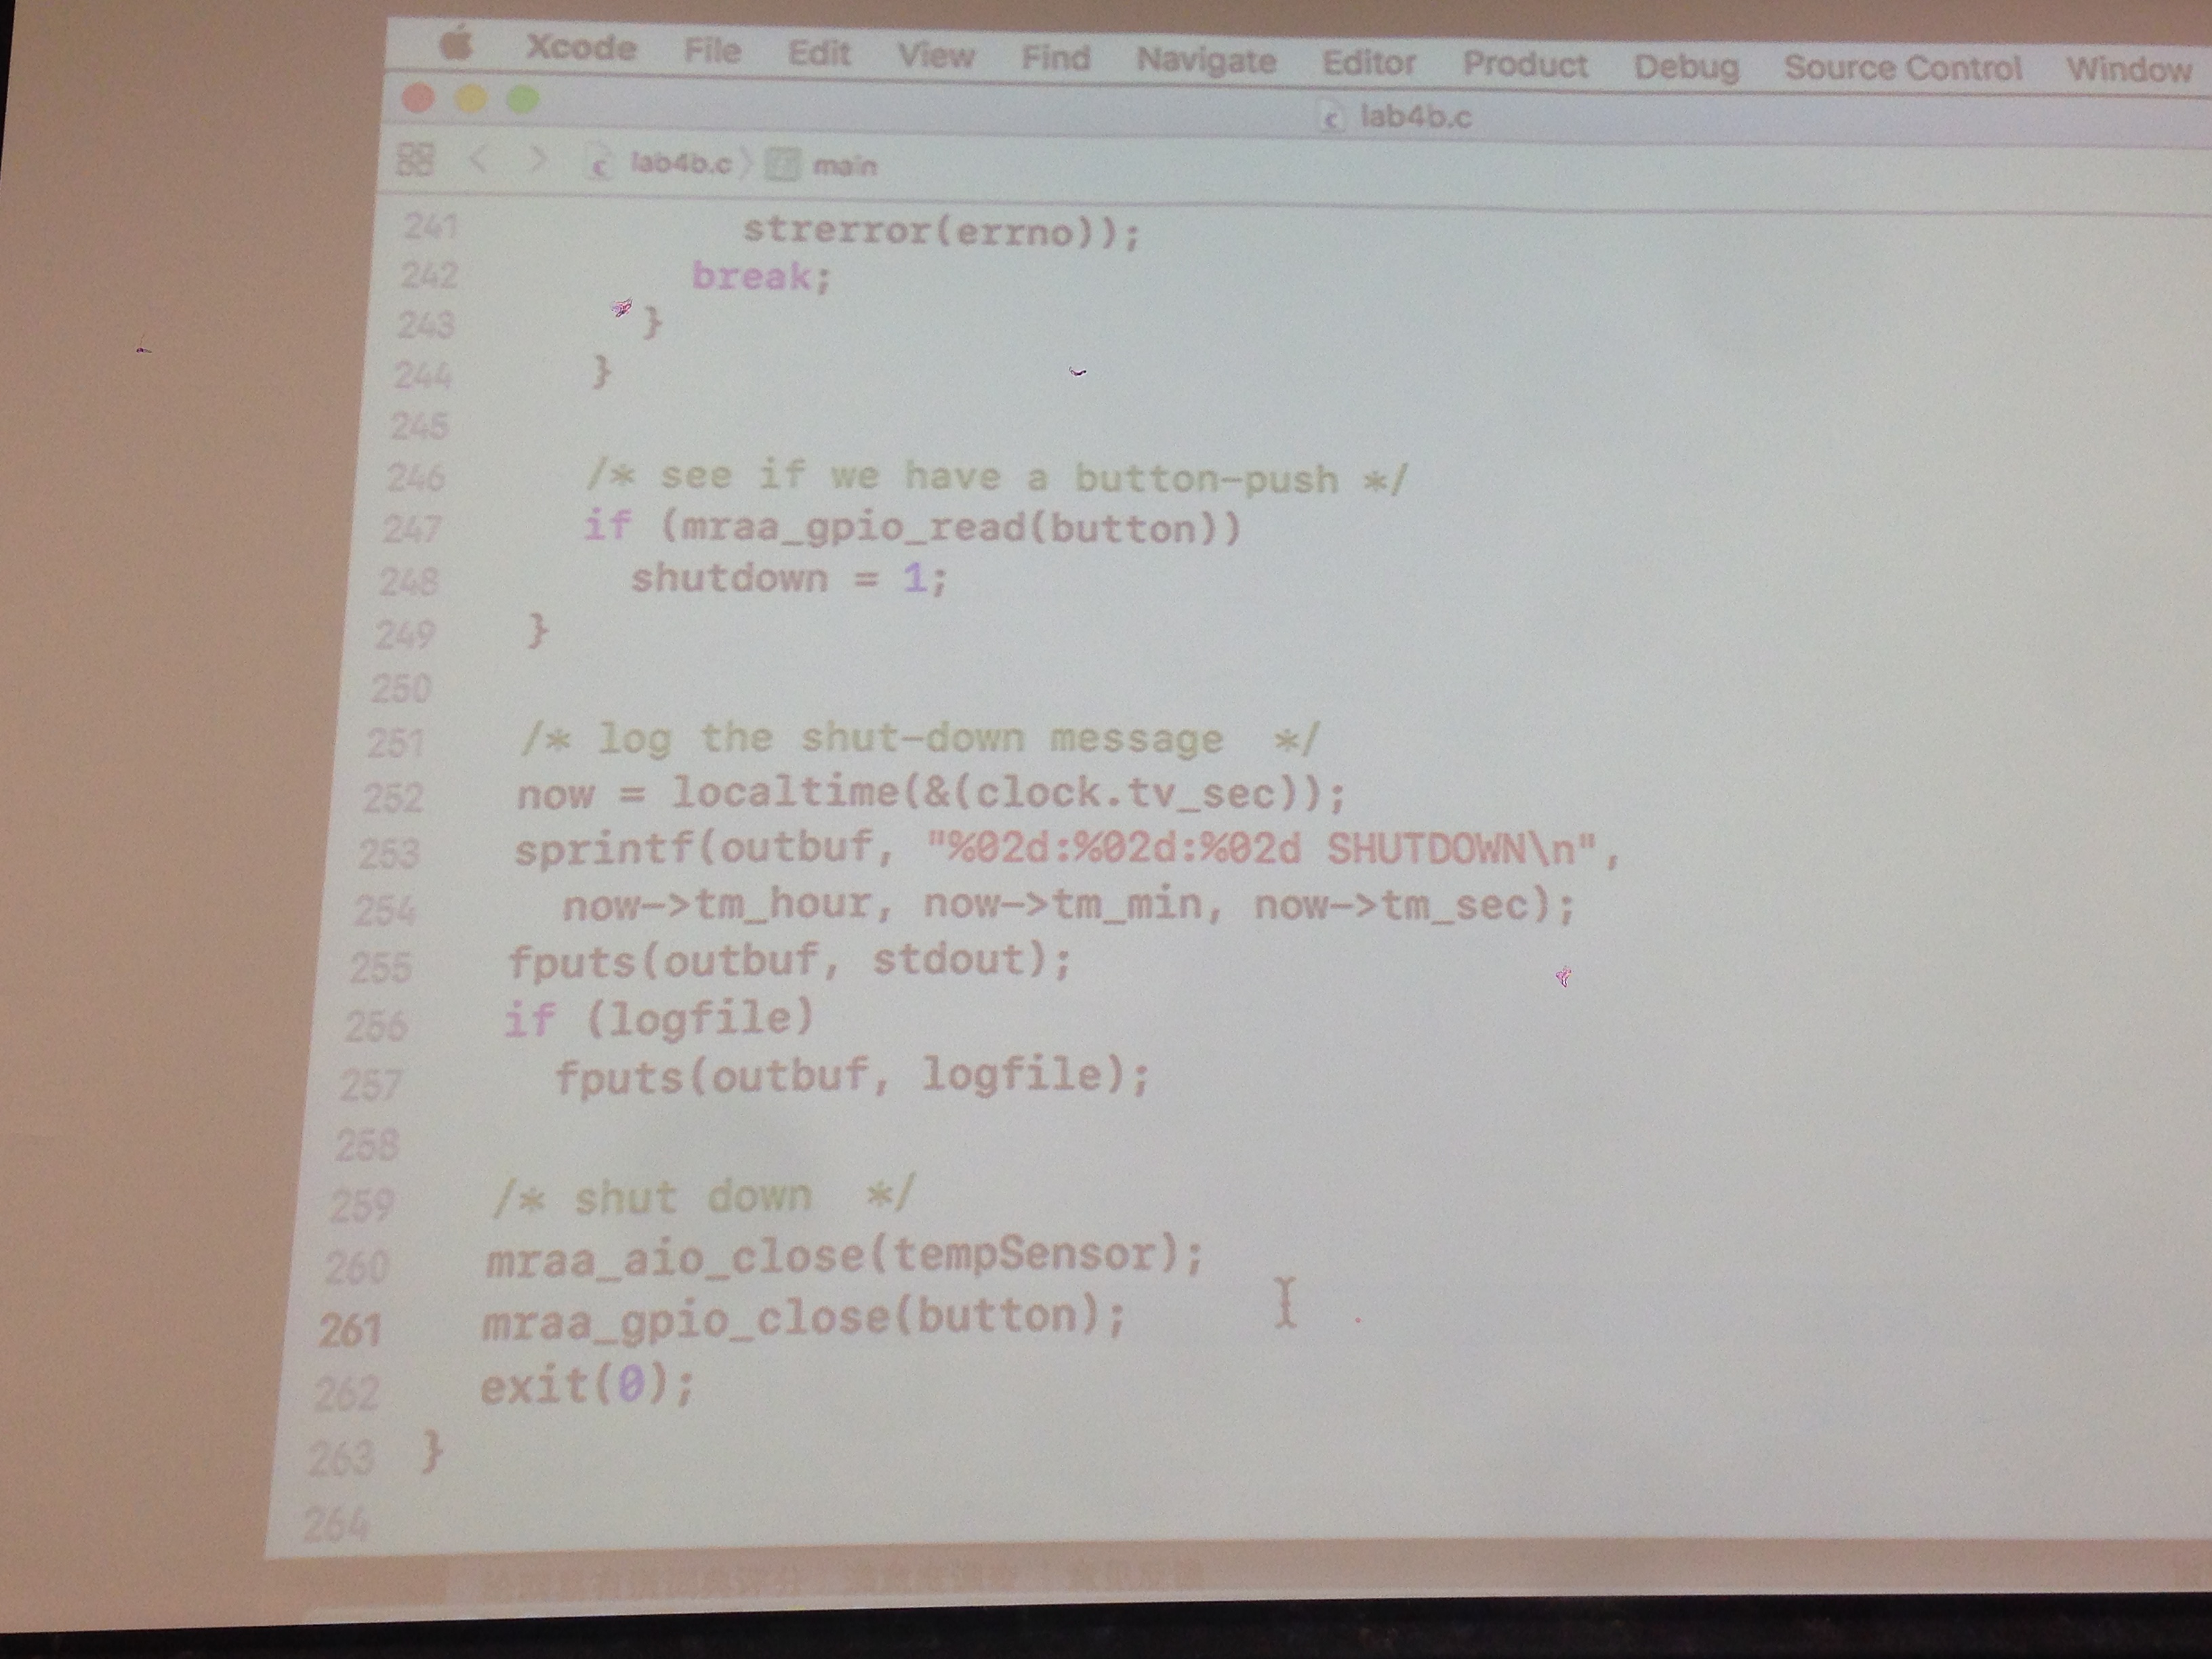 Xcode File Edit View Find Navigate Editor Product Debug Source Control Window
lab4b.c
lab4b.c main
241 strerror(errno));
242 break;
243 }
244 }
245
246 /* see if we have a button-push */
247 if (mraa_gpio_read(button))
248 shutdown = 1;
249 }
250
251 /* log the shut-down message */
252 now = localtime(&(clock.tv_sec));
253 sprintf(outbuf, "%02d:%02d:%02d SHUTDOWN\n",
254 now->tm_hour, now->tm_min, now->tm_sec);
255 fputs(outbuf, stdout);
256 if (logfile)
257 fputs(outbuf, logfile);
258
259 /* shut down */
260 mraa_aio_close(tempSensor);
261 mraa_gpio_close(button);
262 exit(0);
263 }
264